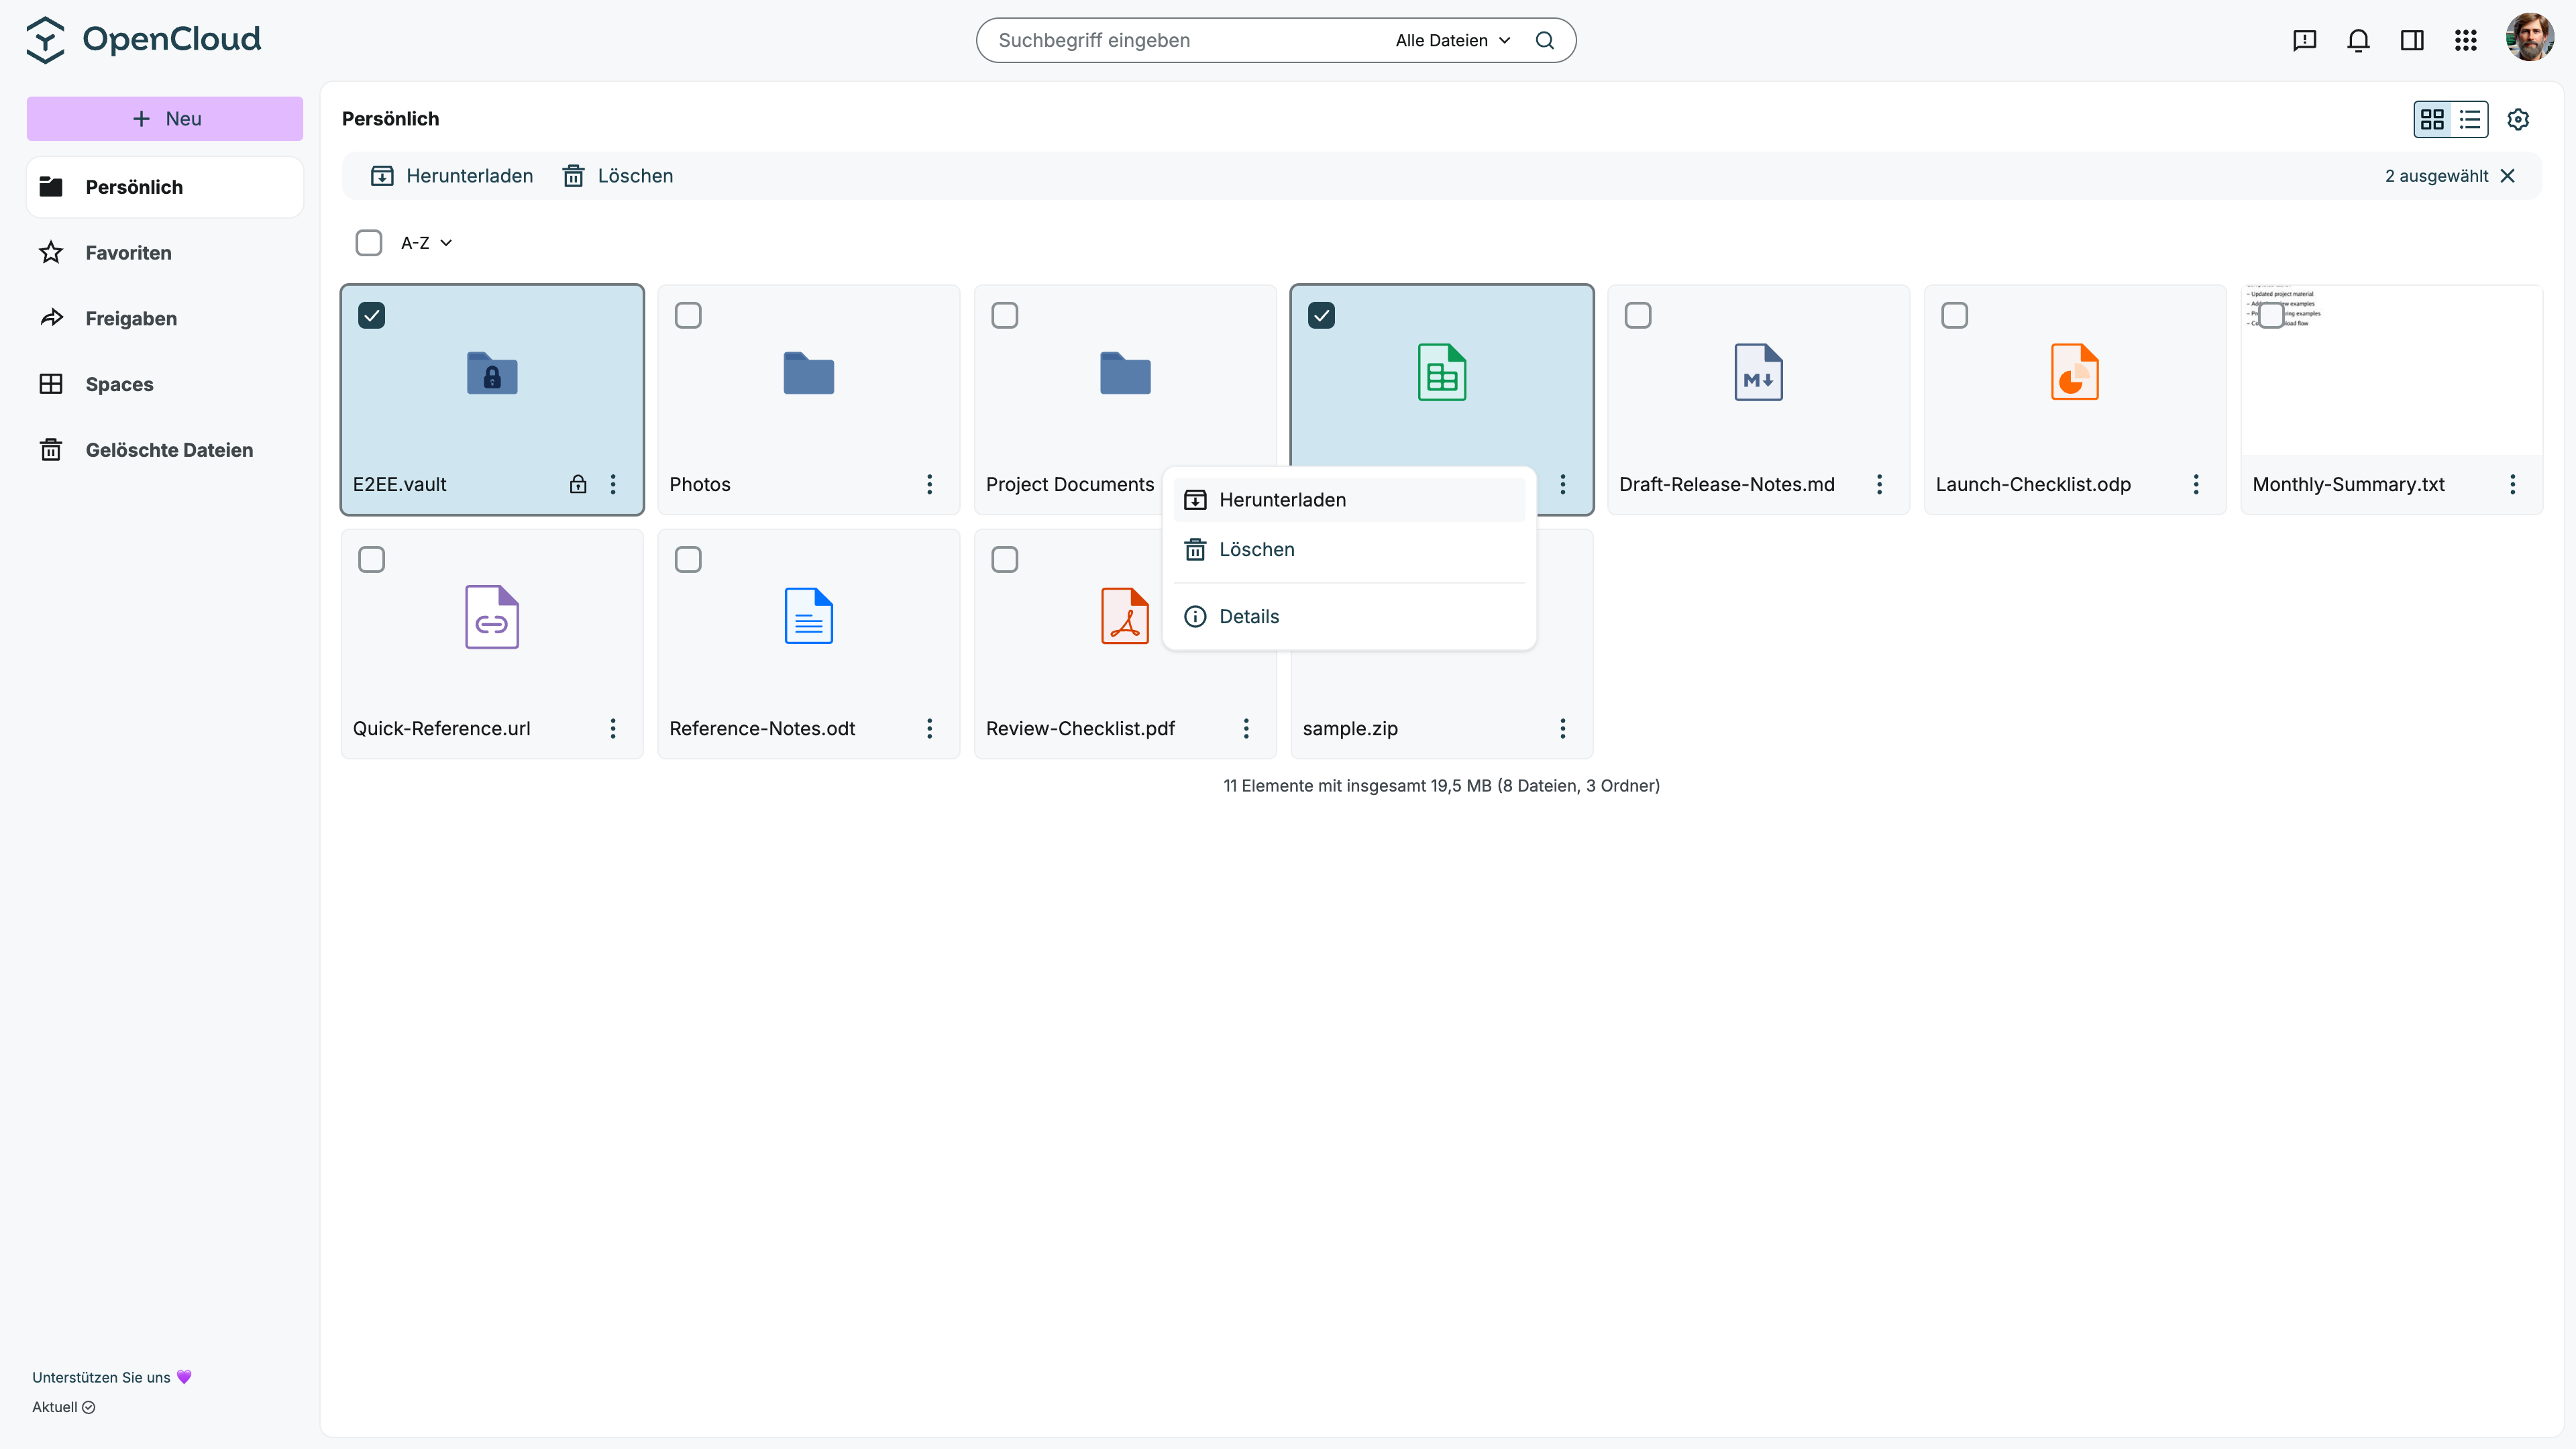 OpenCloud
Suchbegriff eingeben
Alle Dateien
Neu
Persönlich
Favoriten
Freigaben
Spaces
Gelöschte Dateien
Persönlich
Herunterladen
Löschen
2 ausgewählt
A-Z
– Updated project material
E2EE.vault
Photos
Project Documents
M
Draft-Release-Notes.md
Launch-Checklist.odp
Monthly-Summary.txt
Herunterladen
Löschen
Details
Quick-Reference.url
Reference-Notes.odt
Review-Checklist.pdf
sample.zip
11 Elemente mit insgesamt 19,5 MB (8 Dateien, 3 Ordner)
Unterstützen Sie uns 💜
Aktuell